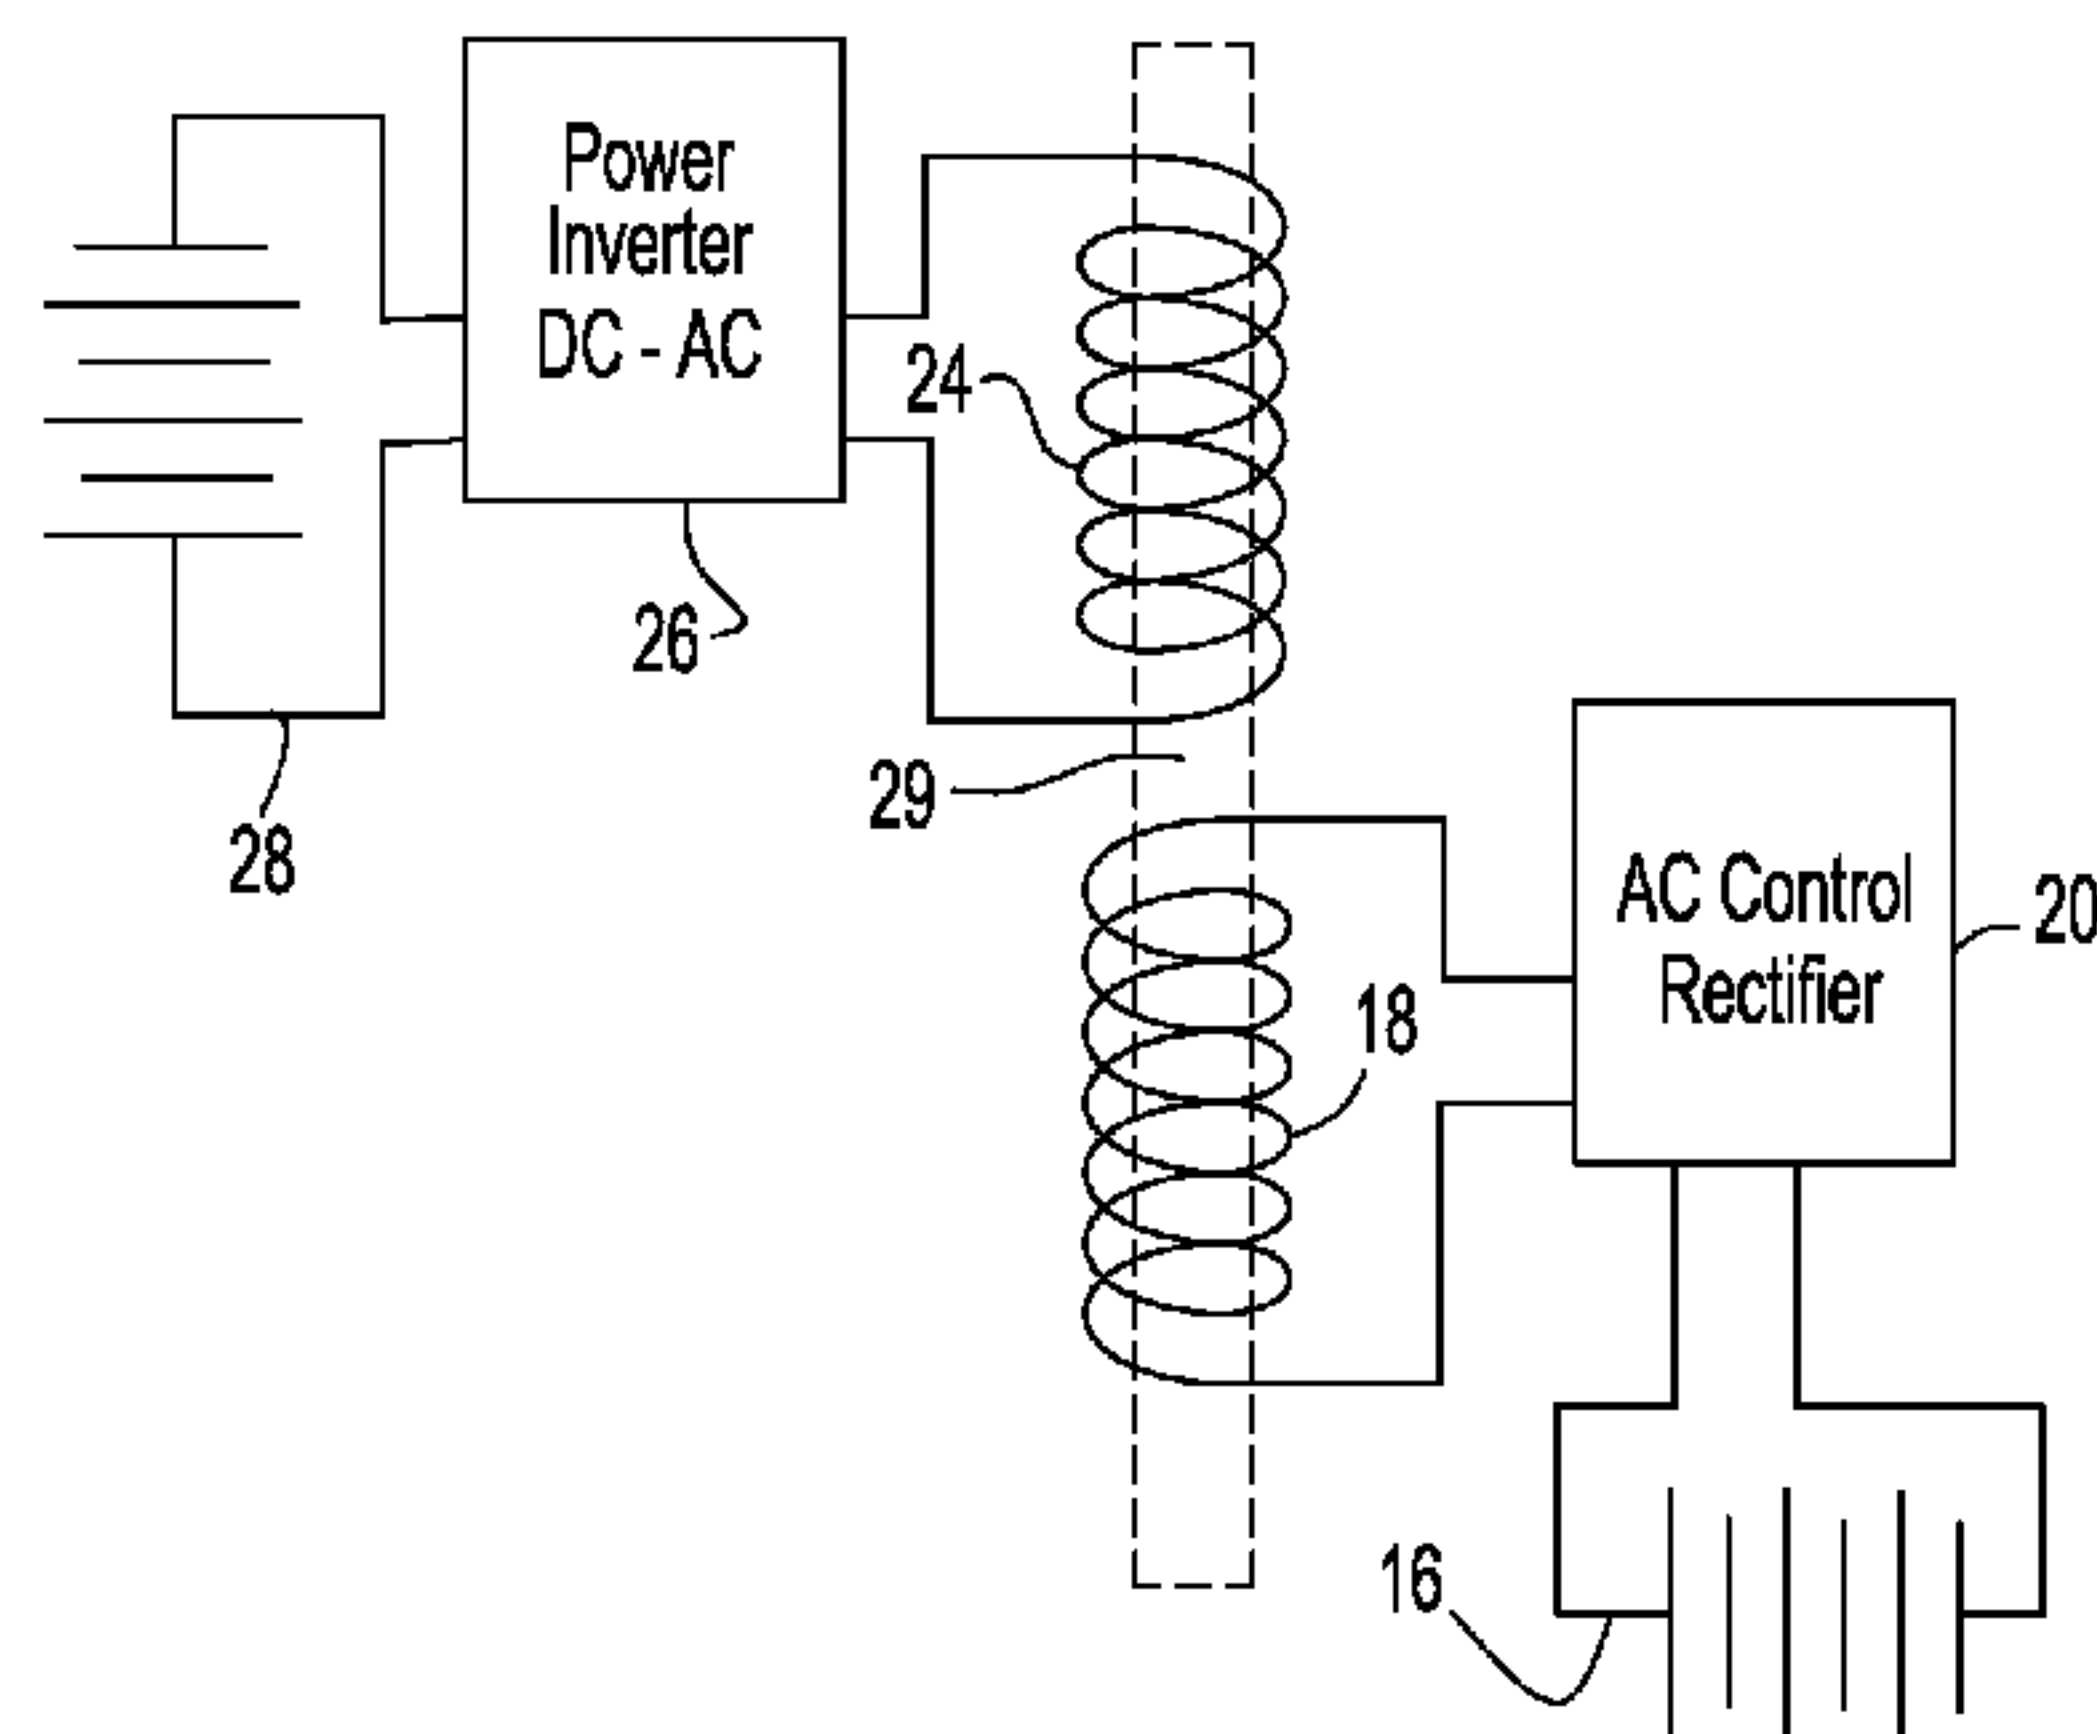 Power
Inverter
DC - AC
24
26
28
29
AC Control
Rectifier
20
18
16